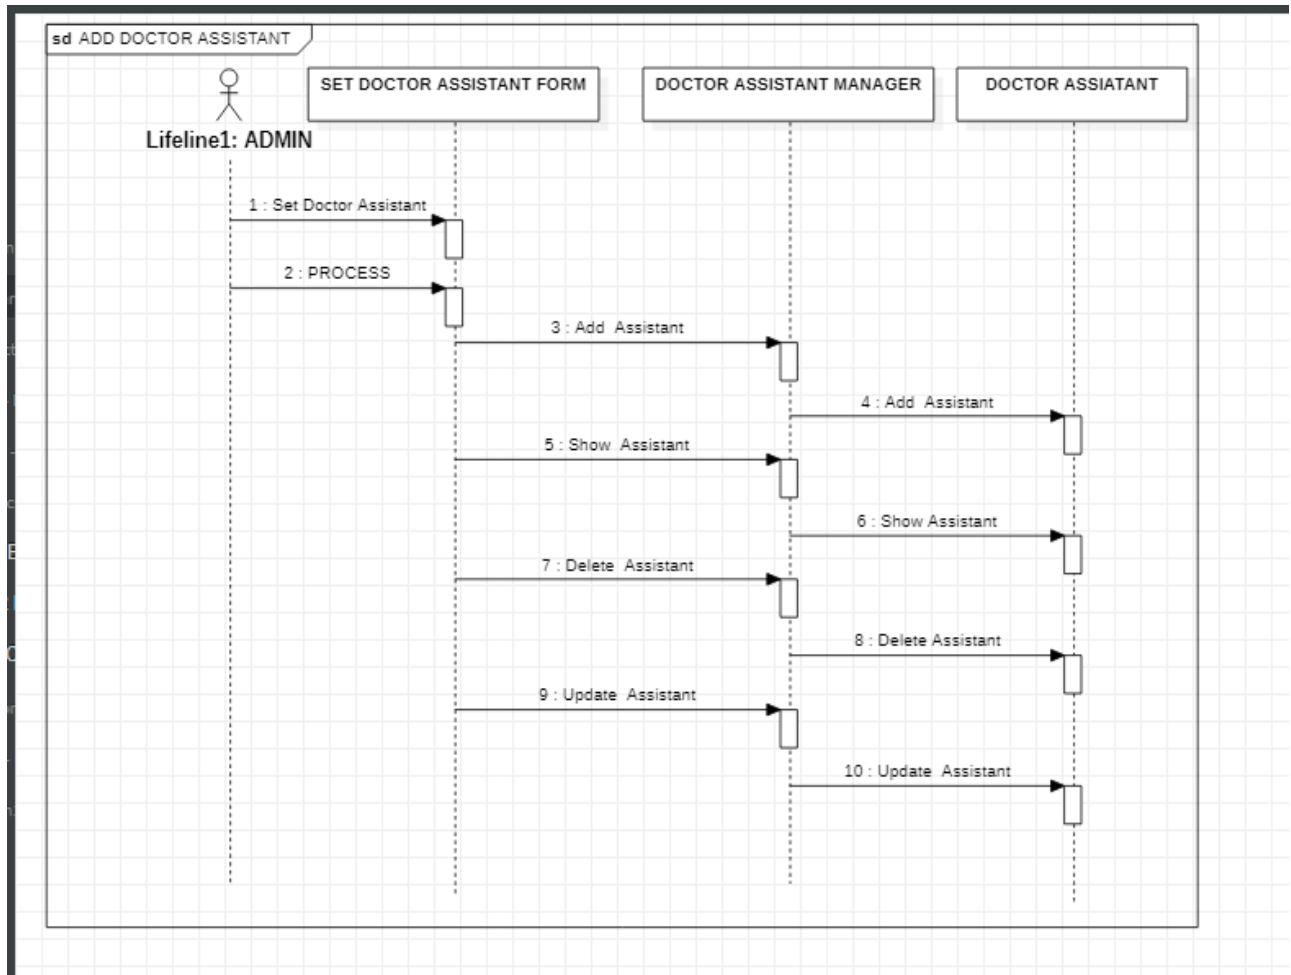 sd ADD DOCTOR ASSISTANT
SET DOCTOR ASSISTANT FORM
DOCTOR ASSISTANT MANAGER
DOCTOR ASSIATANT
Lifeline1: ADMIN
1 : Set Doctor Assistant
2 : PROCESS
3 : Add Assistant
4 : Add Assistant
5 : Show Assistant
6 : Show Assistant
7 : Delete Assistant
8 : Delete Assistant
9 : Update Assistant
10 : Update Assistant